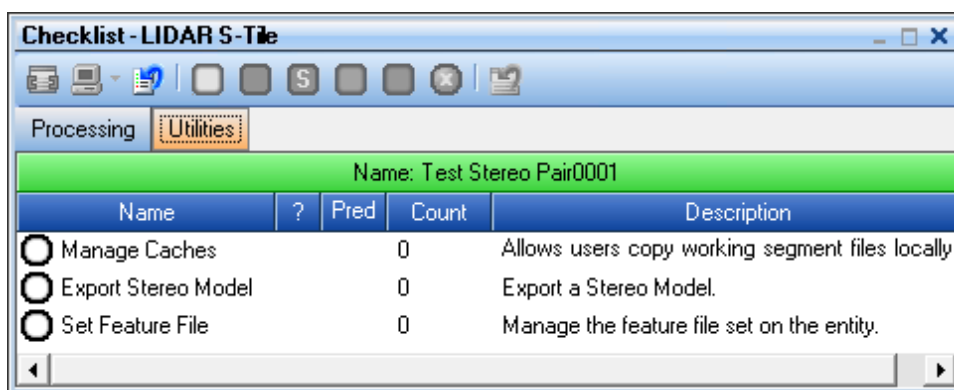 Checklist - LIDAR S-Tile
S
Processing Utilities
Name: Test Stereo Pair0001
Name ? Pred Count Description
Manage Caches 0 Allows users copy working segment files locally
Export Stereo Model 0 Export a Stereo Model.
Set Feature File 0 Manage the feature file set on the entity.